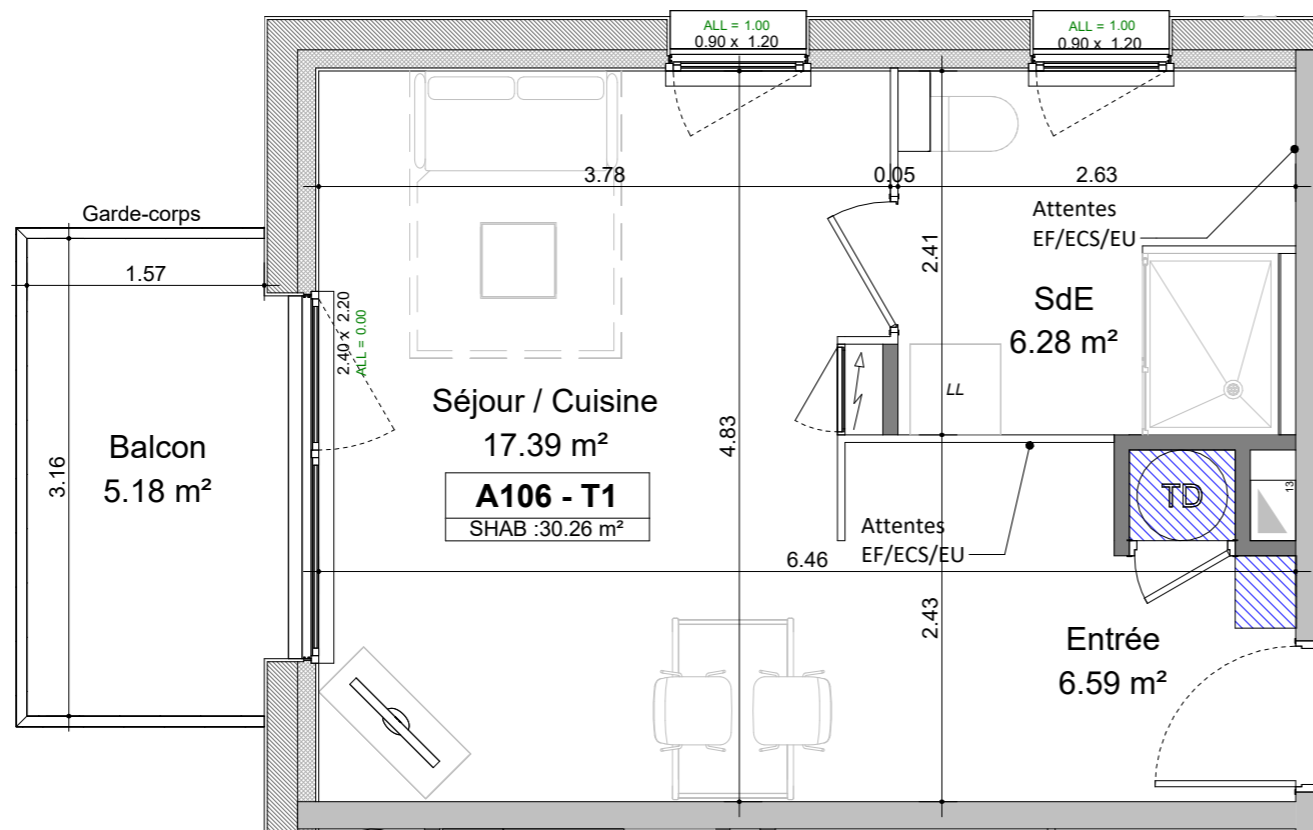 ALL = 1.00
0.90 x 1.20
ALL = 1.00
0.90 x 1.20
3.78
0.05
2.63
Garde-corps
1.57
Attentes
EF/ECS/EU
2.41
2.40 x 2.20
ALL = 0.00
SdE
6.28 m²
LL
Séjour / Cuisine
17.39 m²
4.83
Balcon
5.18 m²
3.16
A106 - T1
SHAB :30.26 m²
TD
13
Attentes
EF/ECS/EU
6.46
2.43
Entrée
6.59 m²